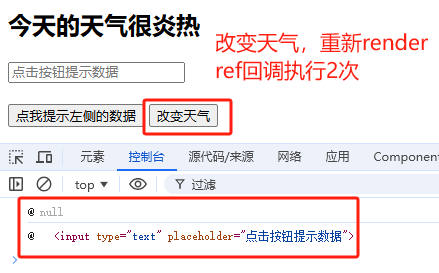 今天的天气很炎热
改变天气，重新render
ref回调执行2次
点击按钮提示数据
点我提示左侧的数据 改变天气
元素 控制台 源代码/来源 网络 应用 Component
top 过滤
@ null
@ <input type="text" placeholder="点击按钮提示数据">